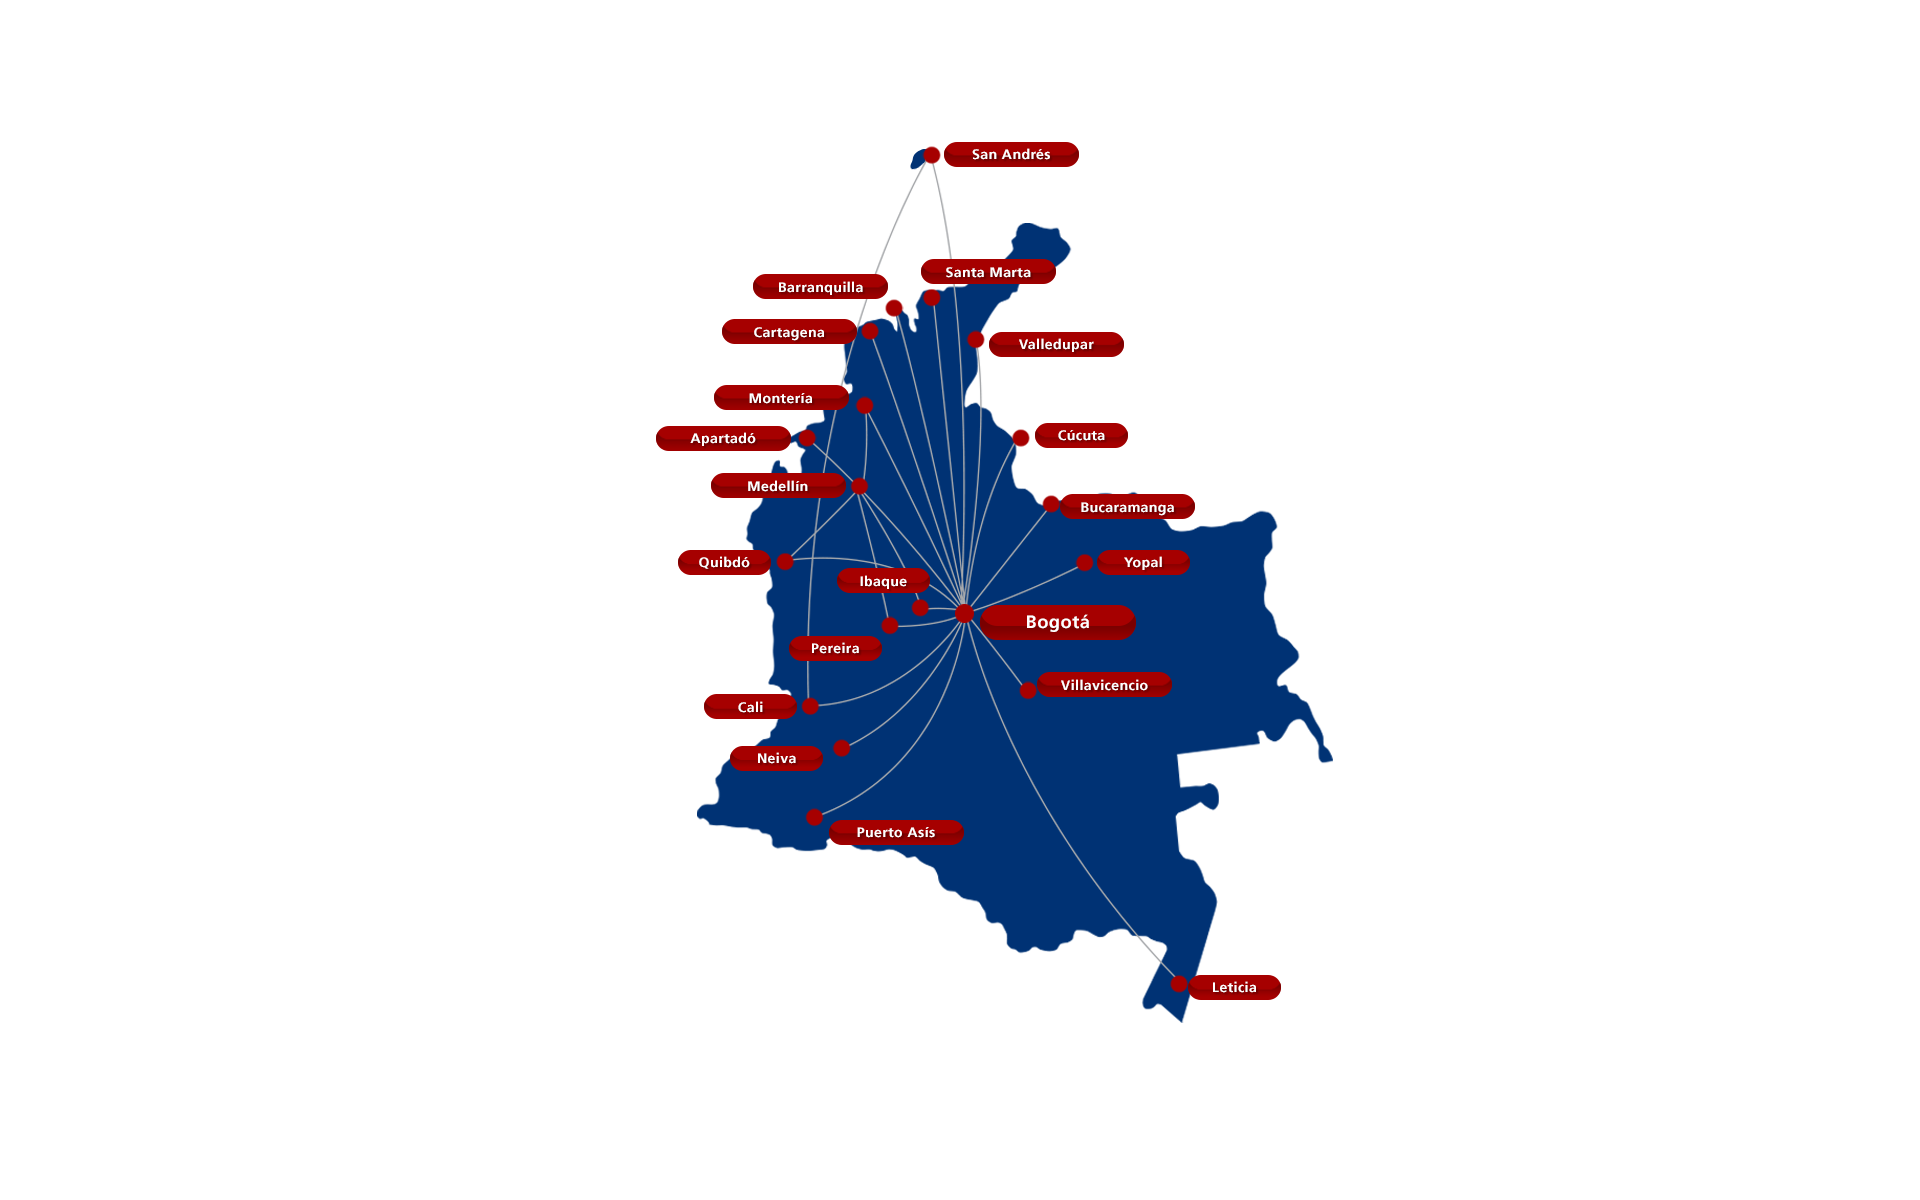 San Andrés
Santa Marta
Barranquilla
Cartagena
Valledupar
Montería
Apartadó
Cúcuta
Medellín
Bucaramanga
Quibdó
Yopal
Ibaque
Bogotá
Pereira
Villavicencio
Cali
Neiva
Puerto Asís
Leticia